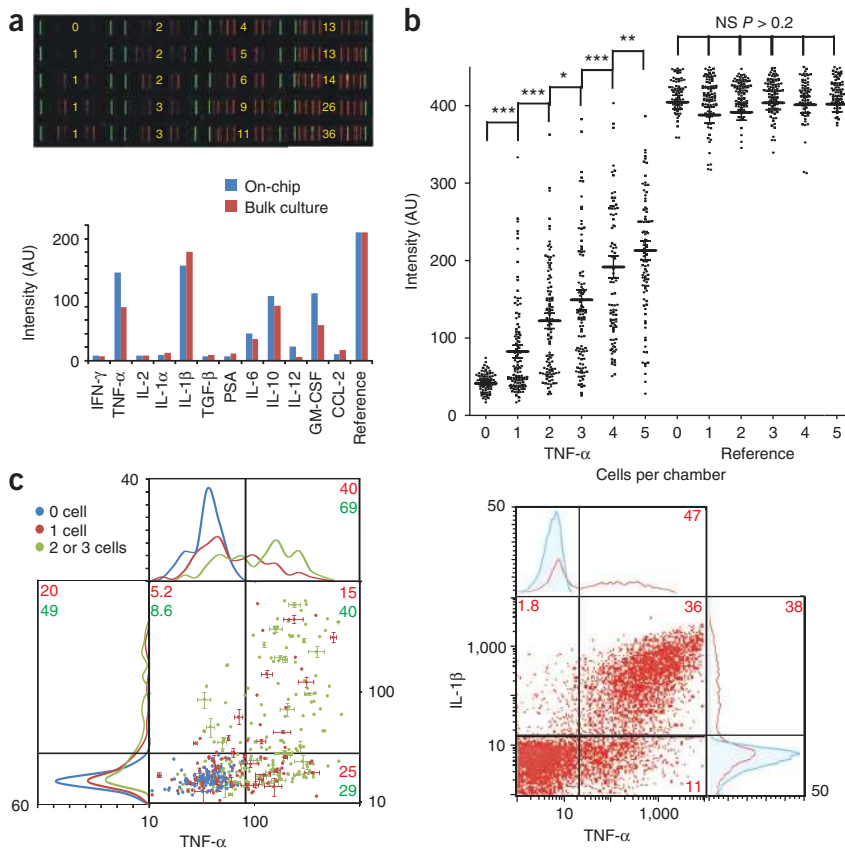 a
0 2 4 13
1 2 5 13
1 2 6 14
1 3 9 26
1 3 11 36
On-chip
Bulk culture
Intensity (AU)
200
100
0
IFN-γ
TNF-α
IL-2
IL-1α
IL-1β
TGF-β
PSA
IL-6
IL-10
IL-12
GM-CSF
CCL-2
Reference
b
NS P > 0.2
*** *** * *** **
Intensity (AU)
400
300
200
100
0
0 1 2 3 4 5 0 1 2 3 4 5
TNF-α Reference
Cells per chamber
c
0 cell
1 cell
2 or 3 cells
40
40
69
20
49
5.2
8.6
15
40
100
25
29
60
10
10 100
TNF-α
50
47
1.8
36
38
IL-1β
1,000
10
11
50
10 1,000
TNF-α